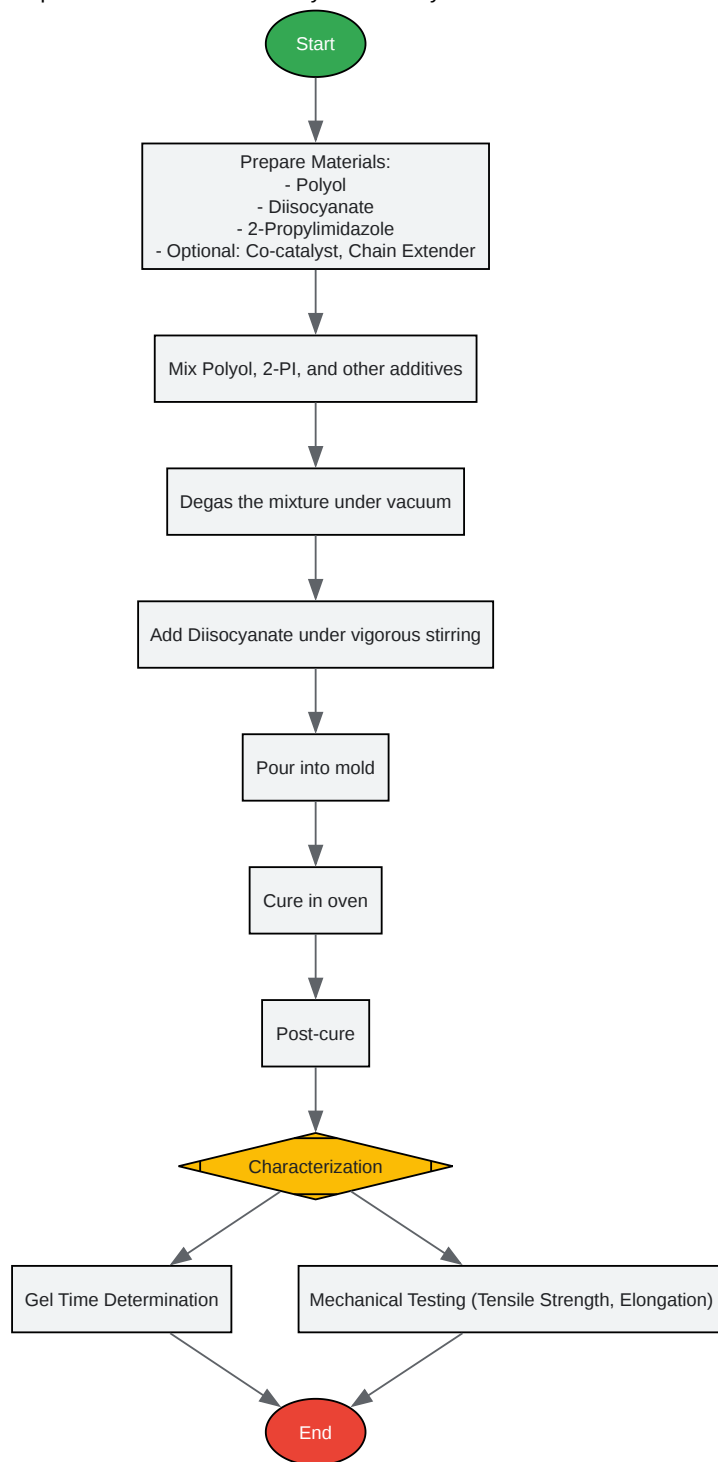 Start
Prepare Materials:
- Polyol
- Diisocyanate
- 2-Propylimidazole
- Optional: Co-catalyst, Chain Extender
Mix Polyol, 2-PI, and other additives
Degas the mixture under vacuum
Add Diisocyanate under vigorous stirring
Pour into mold
Cure in oven
Post-cure
Characterization
Gel Time Determination
Mechanical Testing (Tensile Strength, Elongation)
End